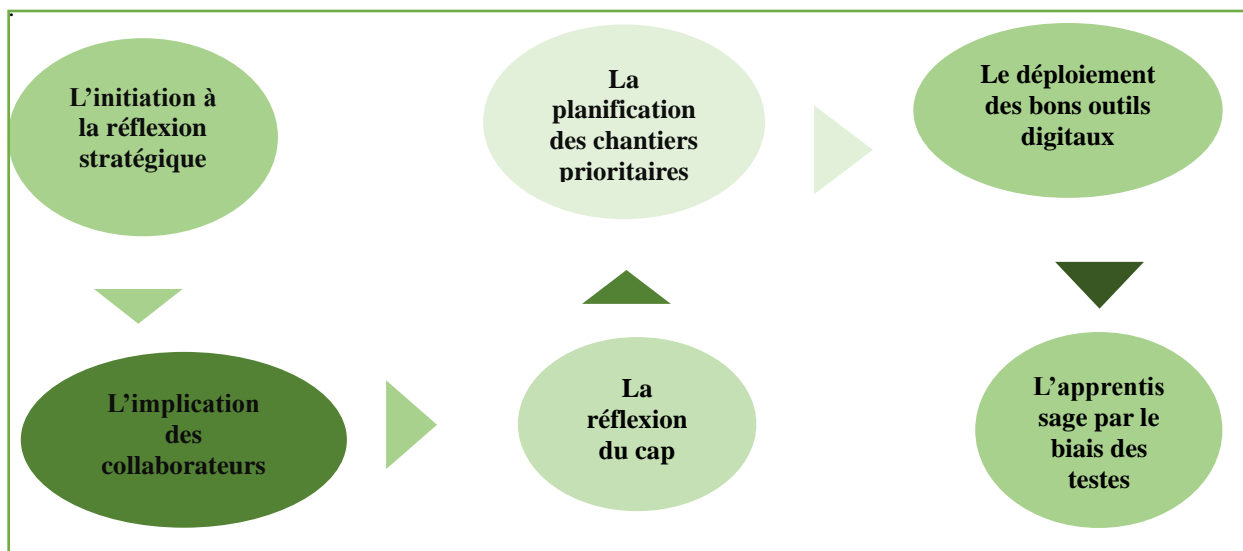 L’initiation à
la réflexion
stratégique
L’implication
des
collaborateurs
La
réflexion
du cap
La
planification
des chantiers
prioritaires
Le déploiement
des bons outils
digitaux
L’apprentis
sage par le
biais des
testes